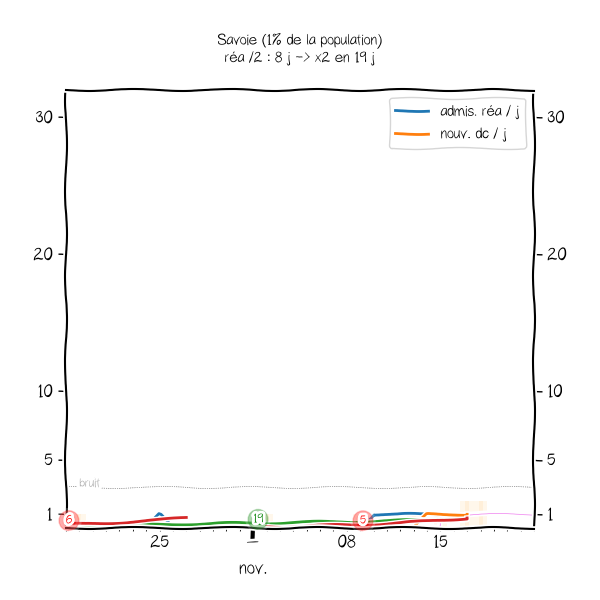 Savoie (1% de la population)
réa /2 : 8 j -> x2 en 19 j
admis. réa / j
nouv. dc / j
30
30
20
20
10
10
5
5
bruit
1
1
6
19
5
25
1
08
15
nov.